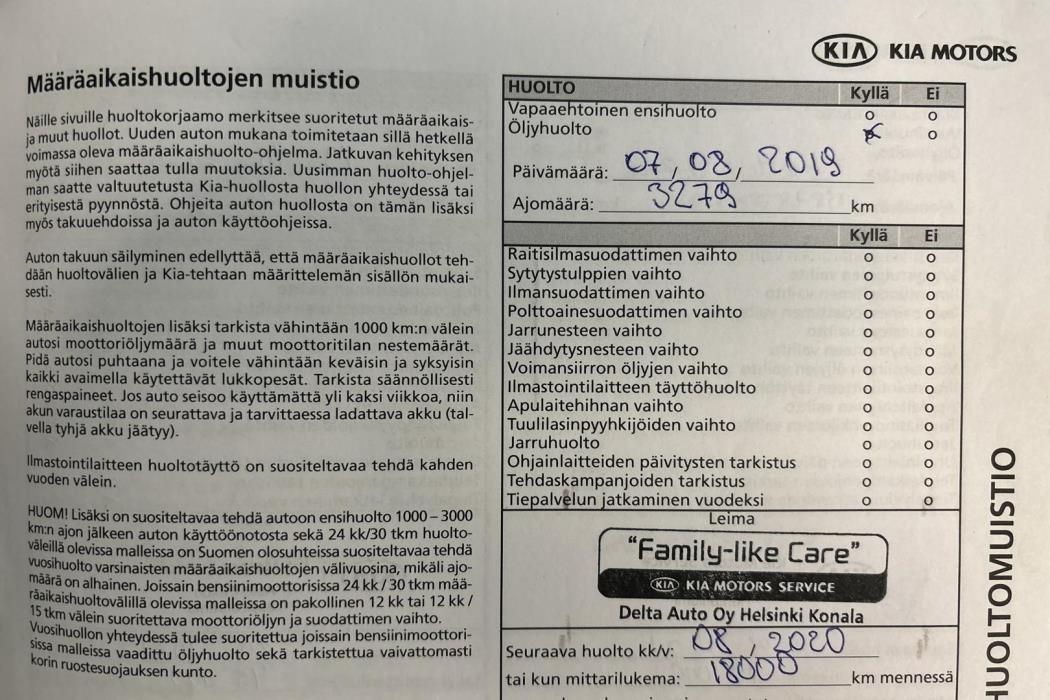 KIA KIA MOTORS
Määräaikaishuoltojen muistio
Näille sivuille huoltokorjaamo merkitsee suoritetut määräaikais-
ja muut huollot. Uuden auton mukana toimitetaan sillä hetkellä
voimassa oleva määräaikaishuolto-ohjelma. Jatkuvan kehityksen
myötä siihen saattaa tulla muutoksia. Uusimman huolto-ohjel-
man saatte valtuutetusta Kia-huollosta huollon yhteydessä tai
erityisestä pyynnöstä. Ohjeita auton huollosta on tämän lisäksi
myös takuuehdoissa ja auton käyttöohjeissa.
Auton takuun säilyminen edellyttää, että määräaikaishuollot teh-
dään huoltovälien ja Kia-tehtaan määrittelemän sisällön mukai-
sesti.
Määräaikaishuoltojen lisäksi tarkista vähintään 1000 km:n välein
autosi moottoriöljymäärä ja muut moottoritilan nestemäärät.
Pidä autosi puhtaana ja voitele vähintään keväisin ja syksyisin
kaikki avaimella käytettävät lukkopesät. Tarkista säännöllisesti
rengaspaineet. Jos auto seisoo käyttämättä yli kaksi viikkoa, niin
akun varaustilaa on seurattava ja tarvittaessa ladattava akku (tal-
vella tyhjä akku jäätyy).
Ilmastointilaitteen huoltotäyttö on suositeltavaa tehdä kahden
vuoden välein.
HUOM! Lisäksi on suositeltavaa tehdä autoon ensihuolto 1000 – 3000
km:n ajon jälkeen auton käyttöönotosta sekä 24 kk/30 tkm huolto-
väleillä olevissa malleissa on Suomen olosuhteissa suositeltavaa tehdä
vuosihuolto varsinaisten määräaikaishuoltojen välivuosina, mikäli ajo-
määrä on alhainen. Joissain bensiinimoottorisissa 24 kk / 30 tkm mää-
räaikaishuoltovälillä olevissa malleissa on pakollinen 12 kk tai 12 kk /
15 tkm välein suoritettava moottoriöljyn ja suodattimen vaihto.
Vuosihuollon yhteydessä tulee suoritettua joissain bensiinimoottori-
sissa malleissa vaadittu öljyhuolto sekä tarkistettua vaivattomasti
korin ruostesuojauksen kunto.
HUOLTO Kyllä Ei
Vapaaehtoinen ensihuolto o o
Öljyhuolto x o
Päivämäärä: 07, 08, 2019
Ajomäärä: 3279 km
Kyllä Ei
Raitisilmasuodattimen vaihto o o
Sytytystulppien vaihto o o
Ilmansuodattimen vaihto o o
Polttoainesuodattimen vaihto o o
Jarrunesteen vaihto o o
Jäähdytysnesteen vaihto o o
Voimansiirron öljyjen vaihto o o
Ilmastointilaitteen täyttöhuolto o o
Apulaitehihnan vaihto o o
Tuulilasinpyyhkijöiden vaihto o o
Jarruhuolto o o
Ohjainlaitteiden päivitysten tarkistus o o
Tehdaskampanjoiden tarkistus o o
Tiepalvelun jatkaminen vuodeksi o o
Leima
“Family-like Care”
KIA KIA MOTORS SERVICE
Delta Auto Oy Helsinki Konala
Seuraava huolto kk/v: 08, 2020
tai kun mittarilukema: 18000 km mennessä
HUOLTOMUISTIO